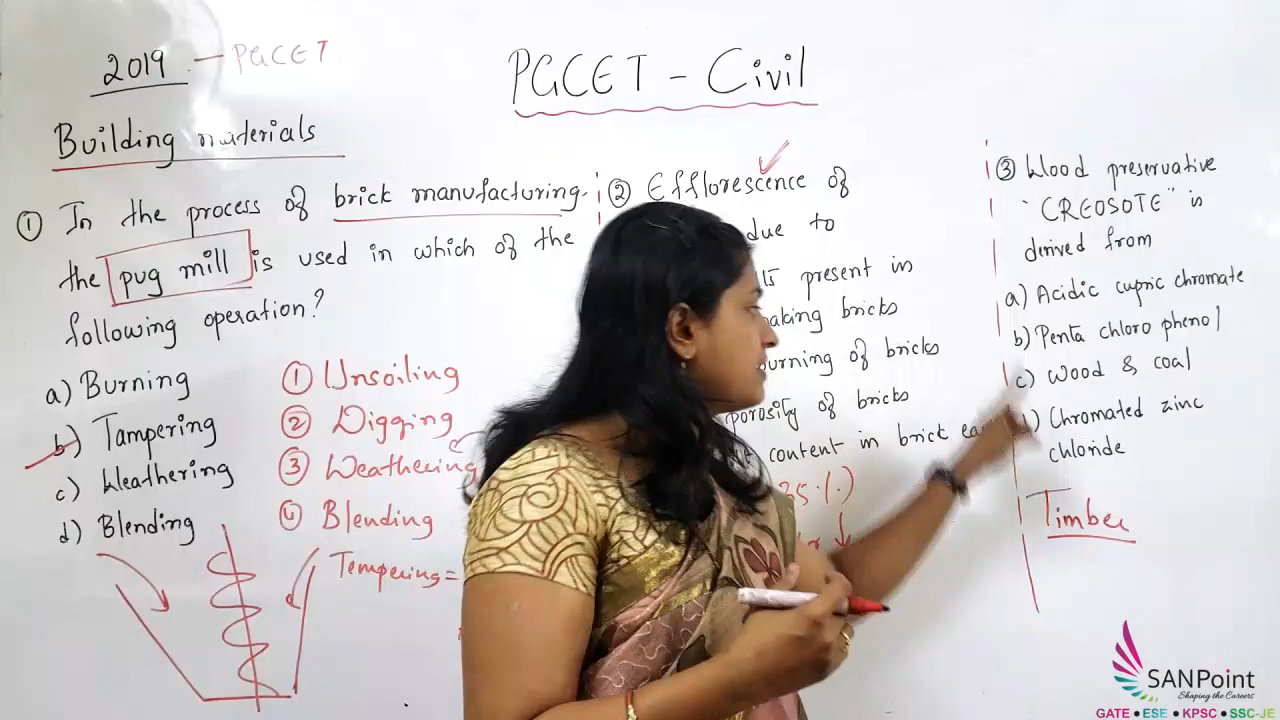 2019 - PGCET
PGCET - Civil
Building materials
① In the process of brick manufacturing.
the pug mill is used in which of the
following operation?
a) Burning
b) Tampering
c) Weathering
d) Blending
① Unsoiling
② Digging
③ Weathering
④ Blending
Tempering =
② Efflorescence of
due to
present in
making bricks
burning of bricks
porosity of bricks
content in brick
35%)
③ Wood preservative
"CREOSOTE" is
derived from
a) Acidic cupric chromate
b) Penta chloro phenol
c) Wood & coal
d) Chromated zinc
chloride
Timber
SANPoint
Shaping the Careers
GATE • ESE • KPSC • SSC-JE